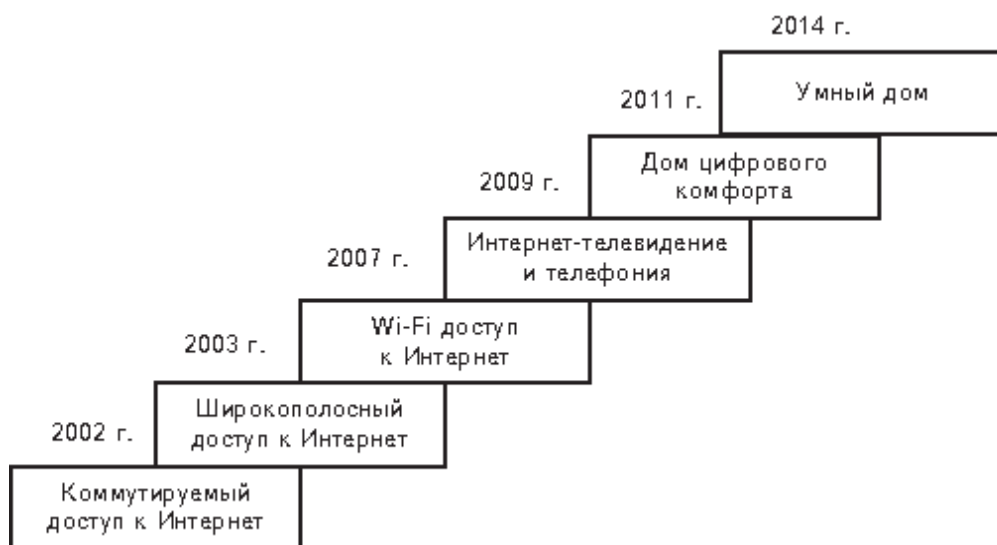 2014 г.
Умный дом
2011 г.
Дом цифрового
комфорта
2009 г.
Интернет-телевидение
и телефония
2007 г.
Wi-Fi доступ
к Интернет
2003 г.
Широкополосный
доступ к Интернет
2002 г.
Коммутируемый
доступ к Интернет